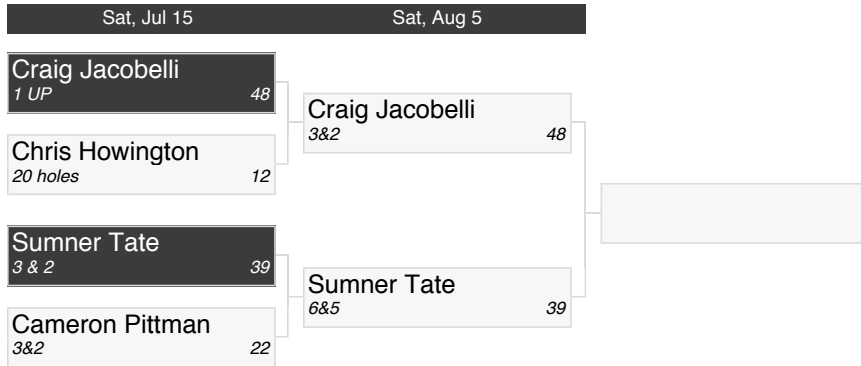 Sat, Jul 15
Sat, Aug 5
Craig Jacobelli
1 UP 48
Chris Howington
20 holes 12
Craig Jacobelli
3&2 48
Sumner Tate
3 & 2 39
Cameron Pittman
3&2 22
Sumner Tate
6&5 39